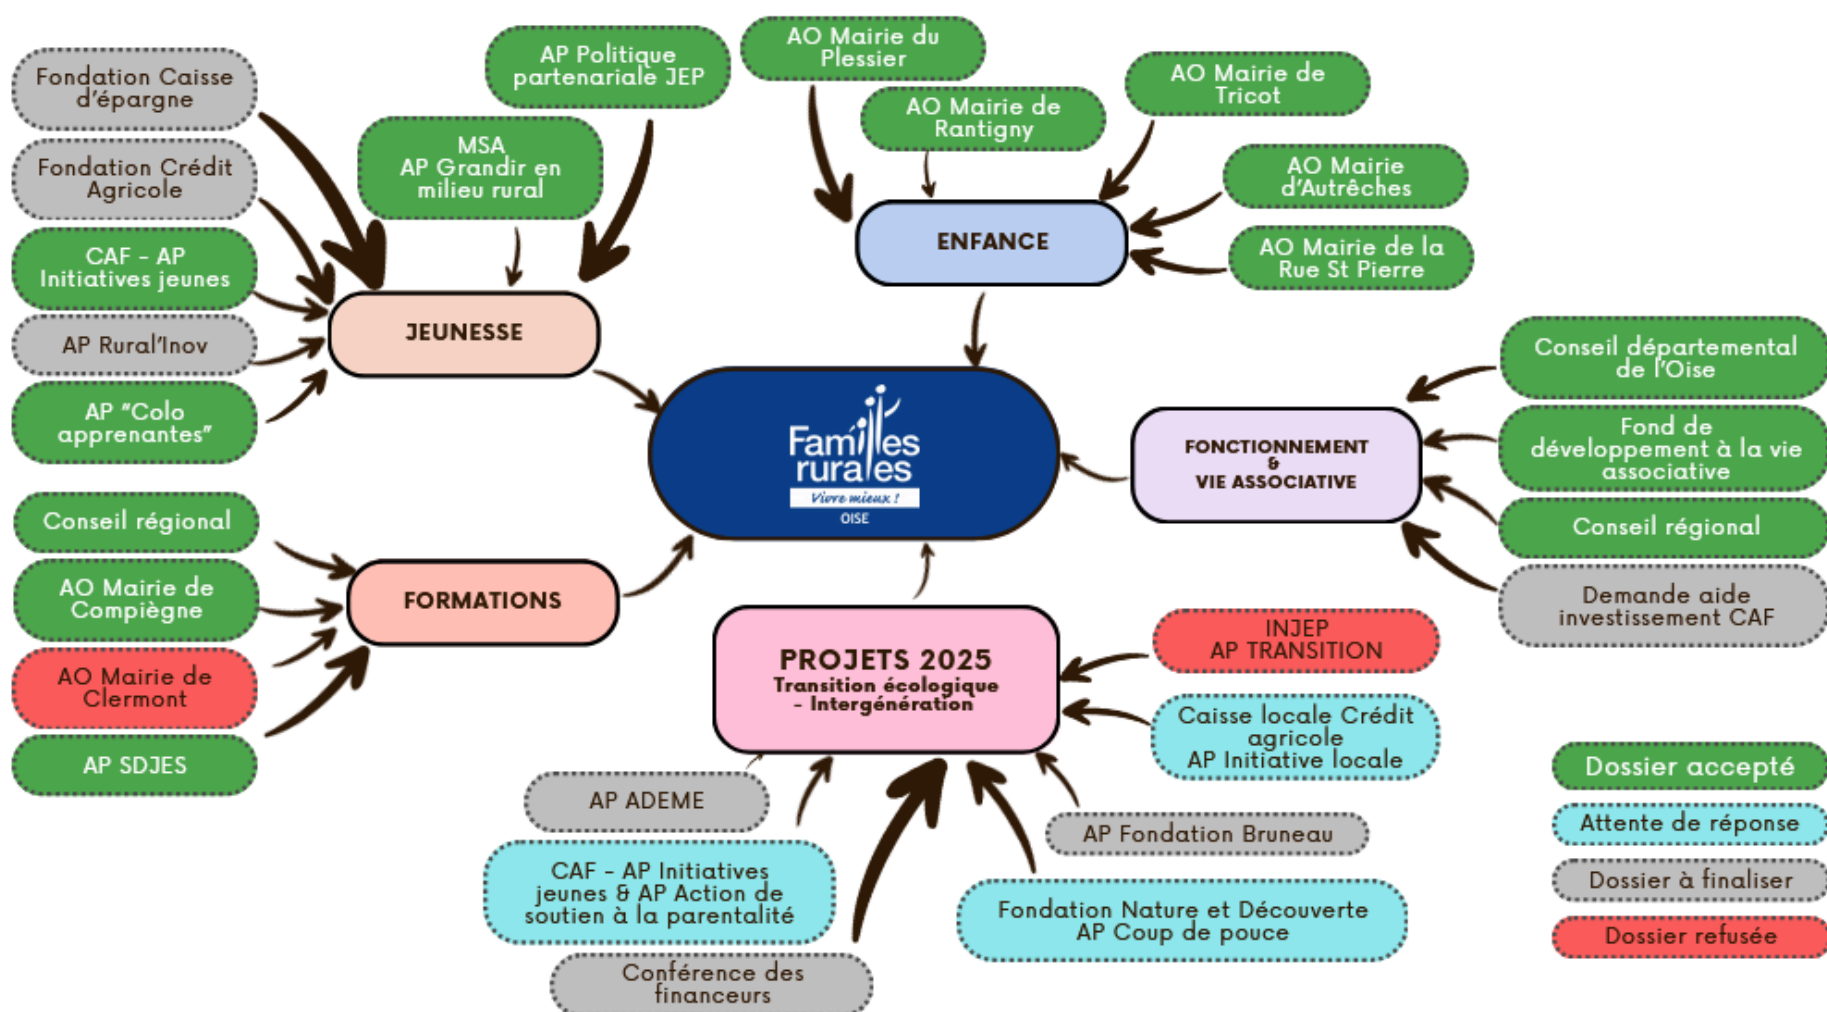 Fondation Caisse
d'épargne
Fondation Crédit
Agricole
CAF - AP
Initiatives jeunes
AP Rural'Inov
AP "Colo
apprenantes"
MSA
AP Grandir en
milieu rural
AP Politique
partenariale JEP
JEUNESSE
AO Mairie du
Plessier
AO Mairie de
Rantigny
AO Mairie de
Tricot
AO Mairie
d'Autrêches
AO Mairie de la
Rue St Pierre
ENFANCE
Familles
rurales
Vivre mieux !
OISE
FONCTIONNEMENT
&
VIE ASSOCIATIVE
Conseil départemental
de l'Oise
Fond de
développement à la vie
associative
Conseil régional
Demande aide
investissement CAF
Conseil régional
AO Mairie de
Compiègne
AO Mairie de
Clermont
AP SDJES
FORMATIONS
PROJETS 2025
Transition écologique
- Intergénération
INJEP
AP TRANSITION
Caisse locale Crédit
agricole
AP Initiative locale
AP ADEME
CAF - AP Initiatives
jeunes & AP Action de
soutien à la parentalité
Conférence des
financeurs
AP Fondation Bruneau
Fondation Nature et Découverte
AP Coup de pouce
Dossier accepté
Attente de réponse
Dossier à finaliser
Dossier refusée